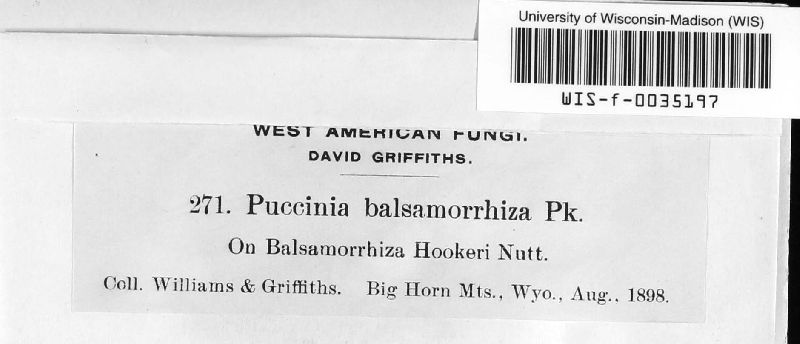 University of Wisconsin-Madison (WIS)
WIS-f-0035197
WEST AMERICAN FUNGI.
DAVID GRIFFITHS.
271. Puccinia balsamorrhiza Pk.
On Balsamorrhiza Hookeri Nutt.
Coll. Williams & Griffiths. Big Horn Mts., Wyo., Aug., 1898.